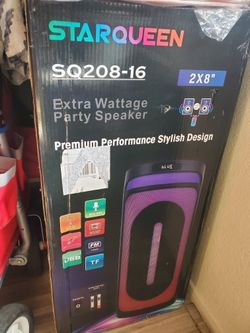 STARQUEEN
SQ208-16
2X8"
Extra Wattage
Party Speaker
Premium Performance Stylish Design
FM
TF